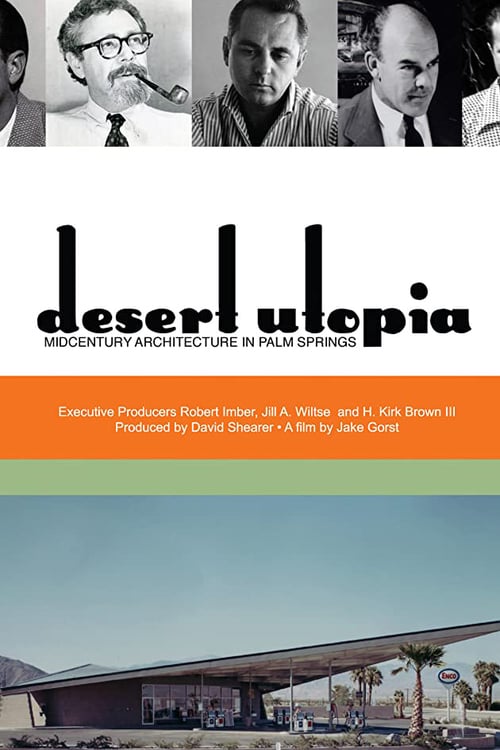 desert utopia
MIDCENTURY ARCHITECTURE IN PALM SPRINGS
Executive Producers Robert Imber, Jill A. Wiltse and H. Kirk Brown III
Produced by David Shearer • A film by Jake Gorst
ENCO